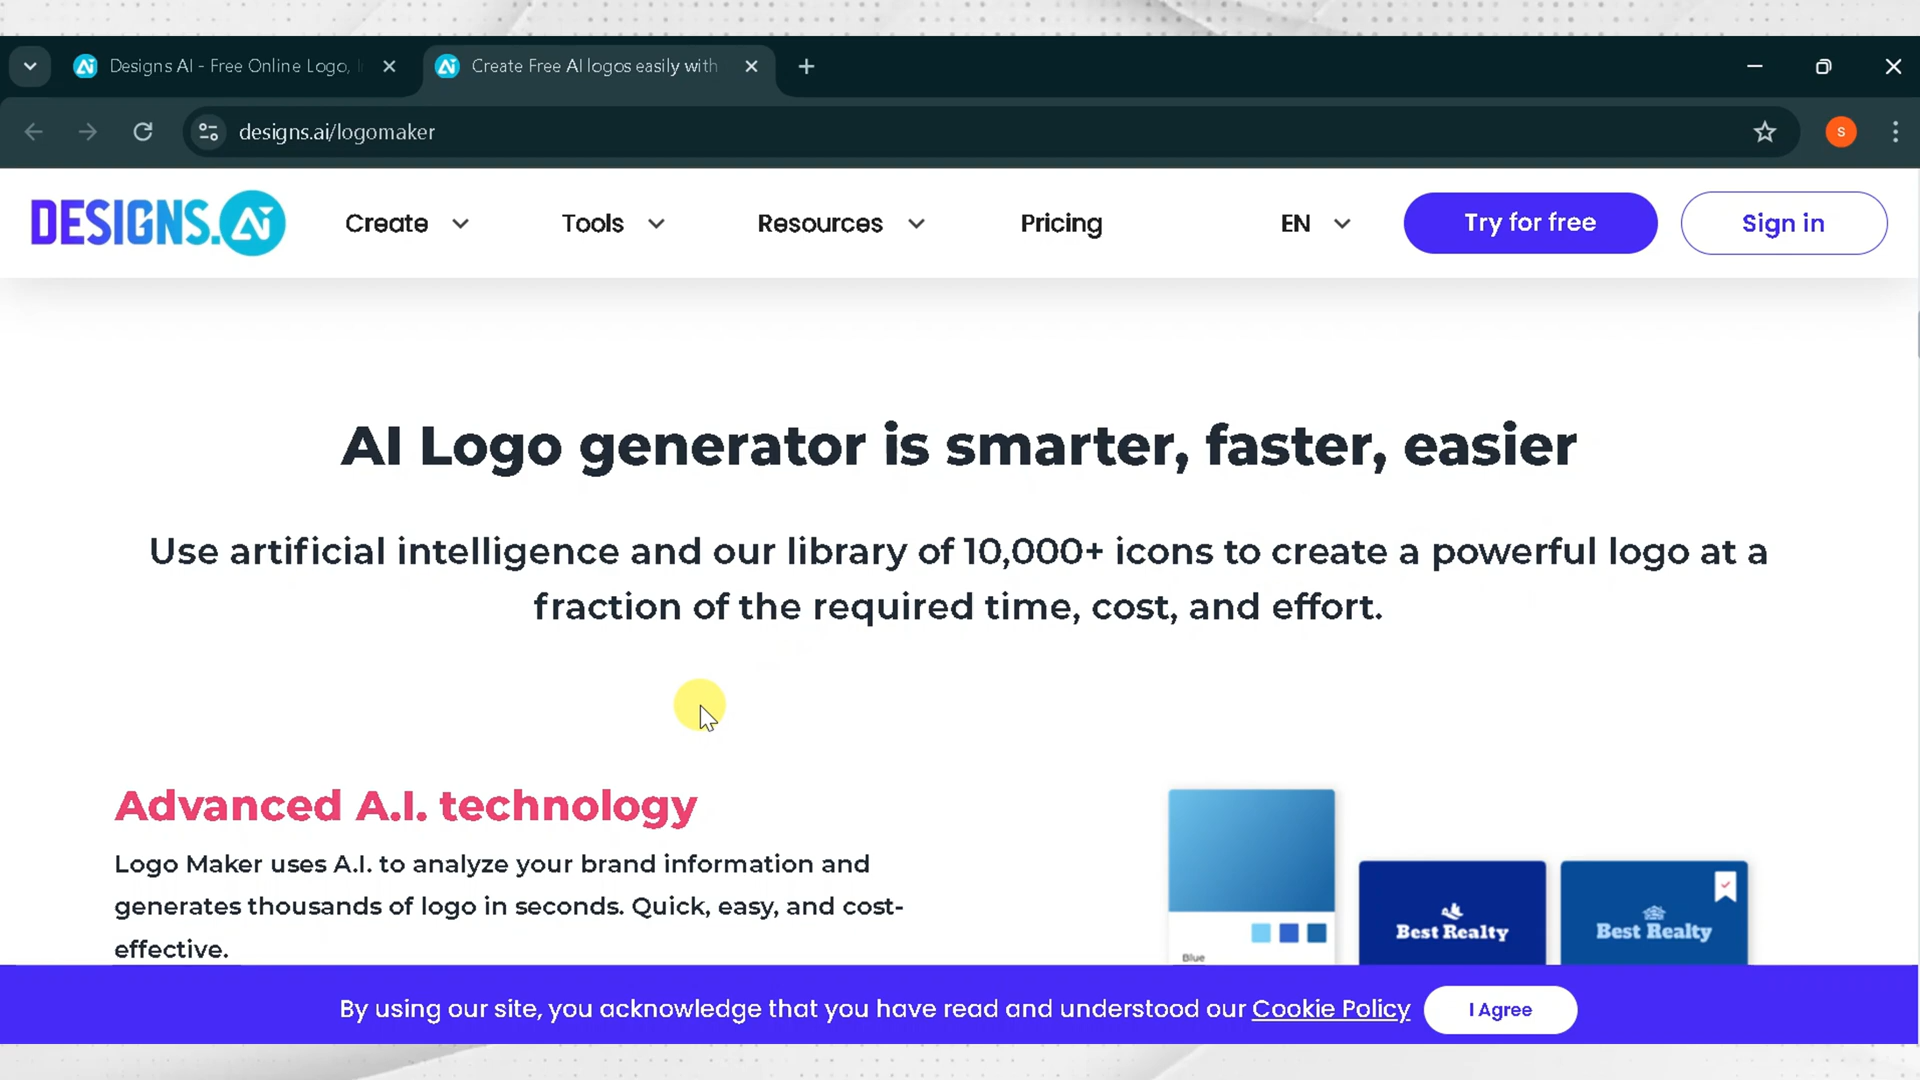 Designs AI - Free Online Logo,
Create Free AI logos easily with
designs.ai/logomaker
S
DESIGNS.Ai
Create
Tools
Resources
Pricing
EN
Try for free
Sign in
AI Logo generator is smarter, faster, easier
Use artificial intelligence and our library of 10,000+ icons to create a powerful logo at a
fraction of the required time, cost, and effort.
Advanced A.I. technology
Logo Maker uses A.I. to analyze your brand information and
generates thousands of logo in seconds. Quick, easy, and cost-
effective.
Blue
Best Realty
Best Realty
By using our site, you acknowledge that you have read and understood our Cookie Policy
I Agree